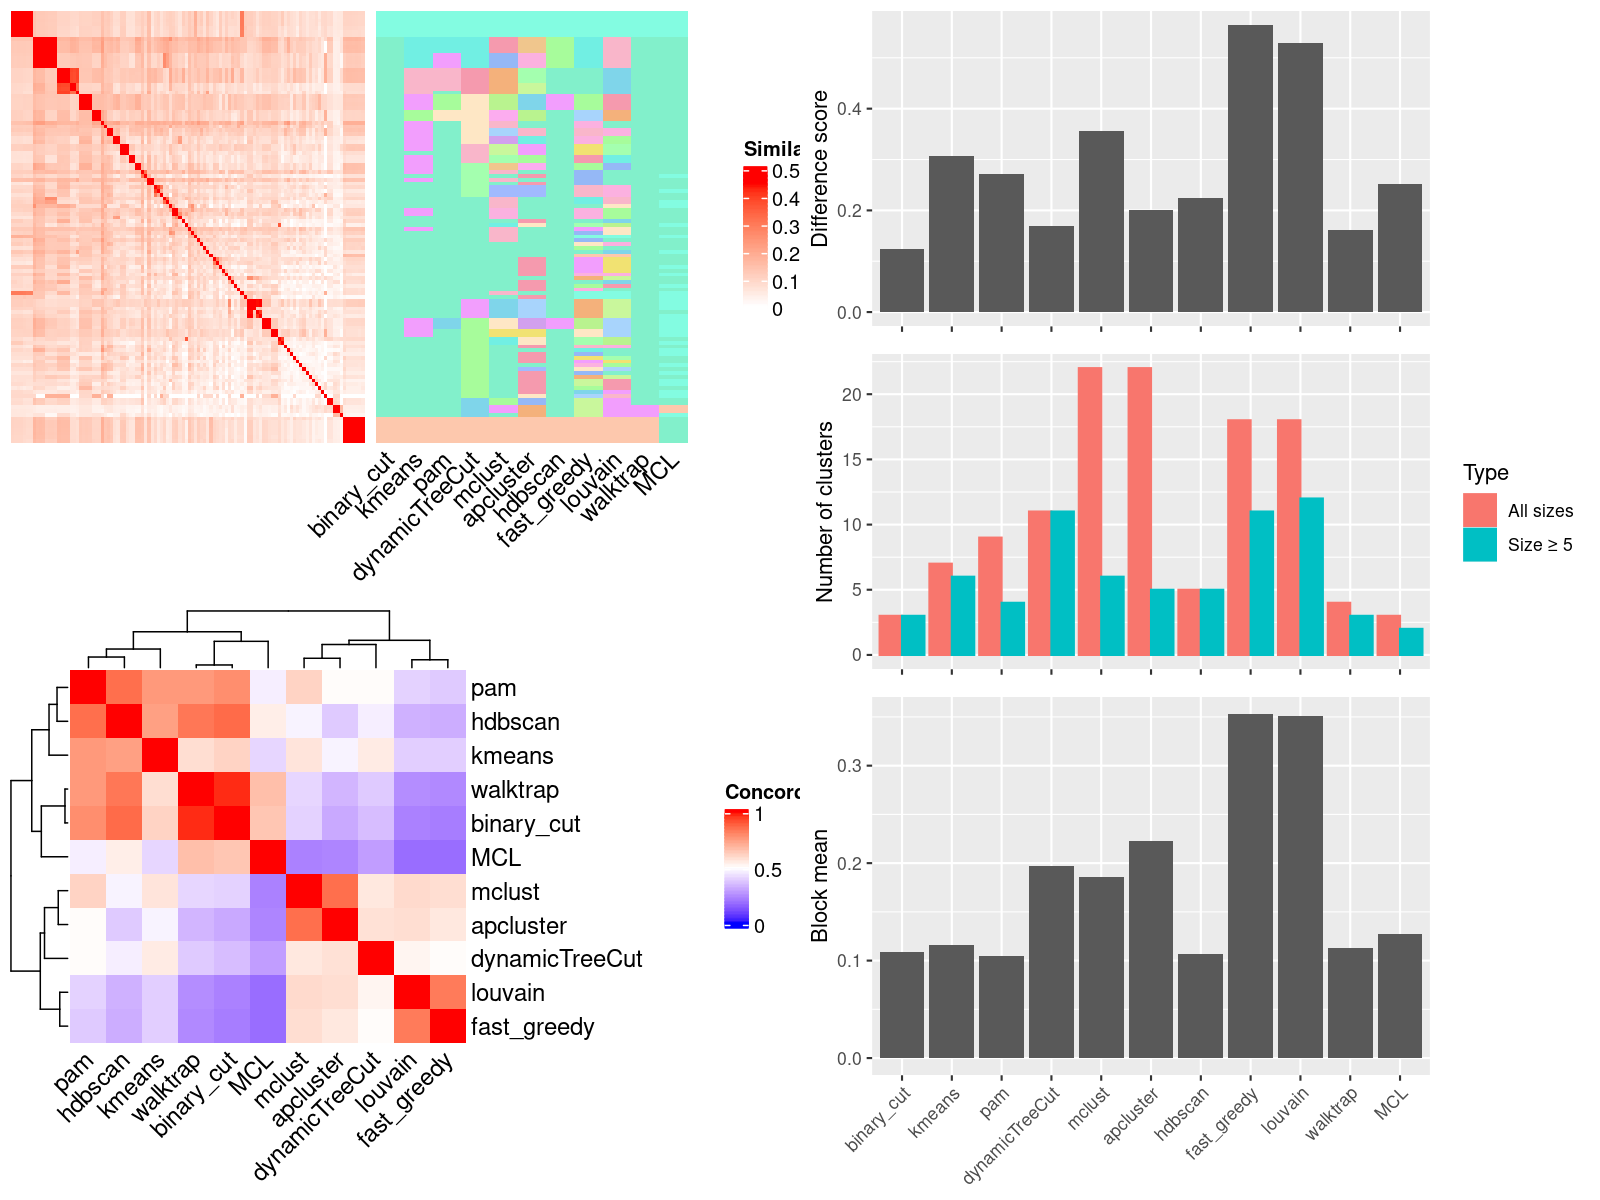 Simila
0.5
0.4
0.3
0.2
0.1
0
binary_cut
kmeans
pam
dynamicTreeCut
mclust
apcluster
hdbscan
fast_greedy
louvain
walktrap
MCL
pam
hdbscan
kmeans
walktrap
binary_cut
MCL
mclust
apcluster
dynamicTreeCut
louvain
fast_greedy
pam
hdbscan
kmeans
walktrap
binary_cut
MCL
mclust
apcluster
dynamicTreeCut
louvain
fast_greedy
Concord
1
0.5
0
Difference score
0.4
0.2
0.0
Number of clusters
20
15
10
5
0
Type
All sizes
Size ≥ 5
Block mean
0.3
0.2
0.1
0.0
binary_cut
kmeans
pam
dynamicTreeCut
mclust
apcluster
hdbscan
fast_greedy
louvain
walktrap
MCL